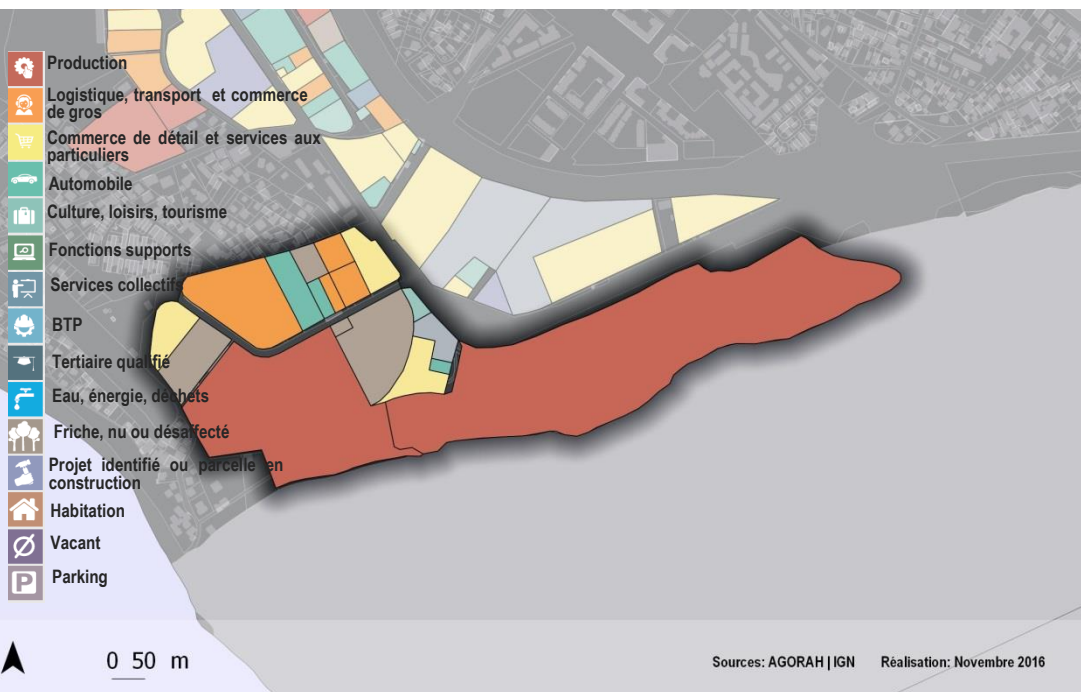 Production
Logistique, transport et commerce
de gros
Commerce de détail et services aux
particuliers
Automobile
Culture, loisirs, tourisme
Fonctions supports
Services collectifs
BTP
Tertiaire qualifié
Eau, énergie, déchets
Friche, nu ou désaffecté
Projet identifié ou parcelle en
construction
Habitation
Vacant
P Parking
0 50 m
Sources: AGORAH | IGN Réalisation: Novembre 2016